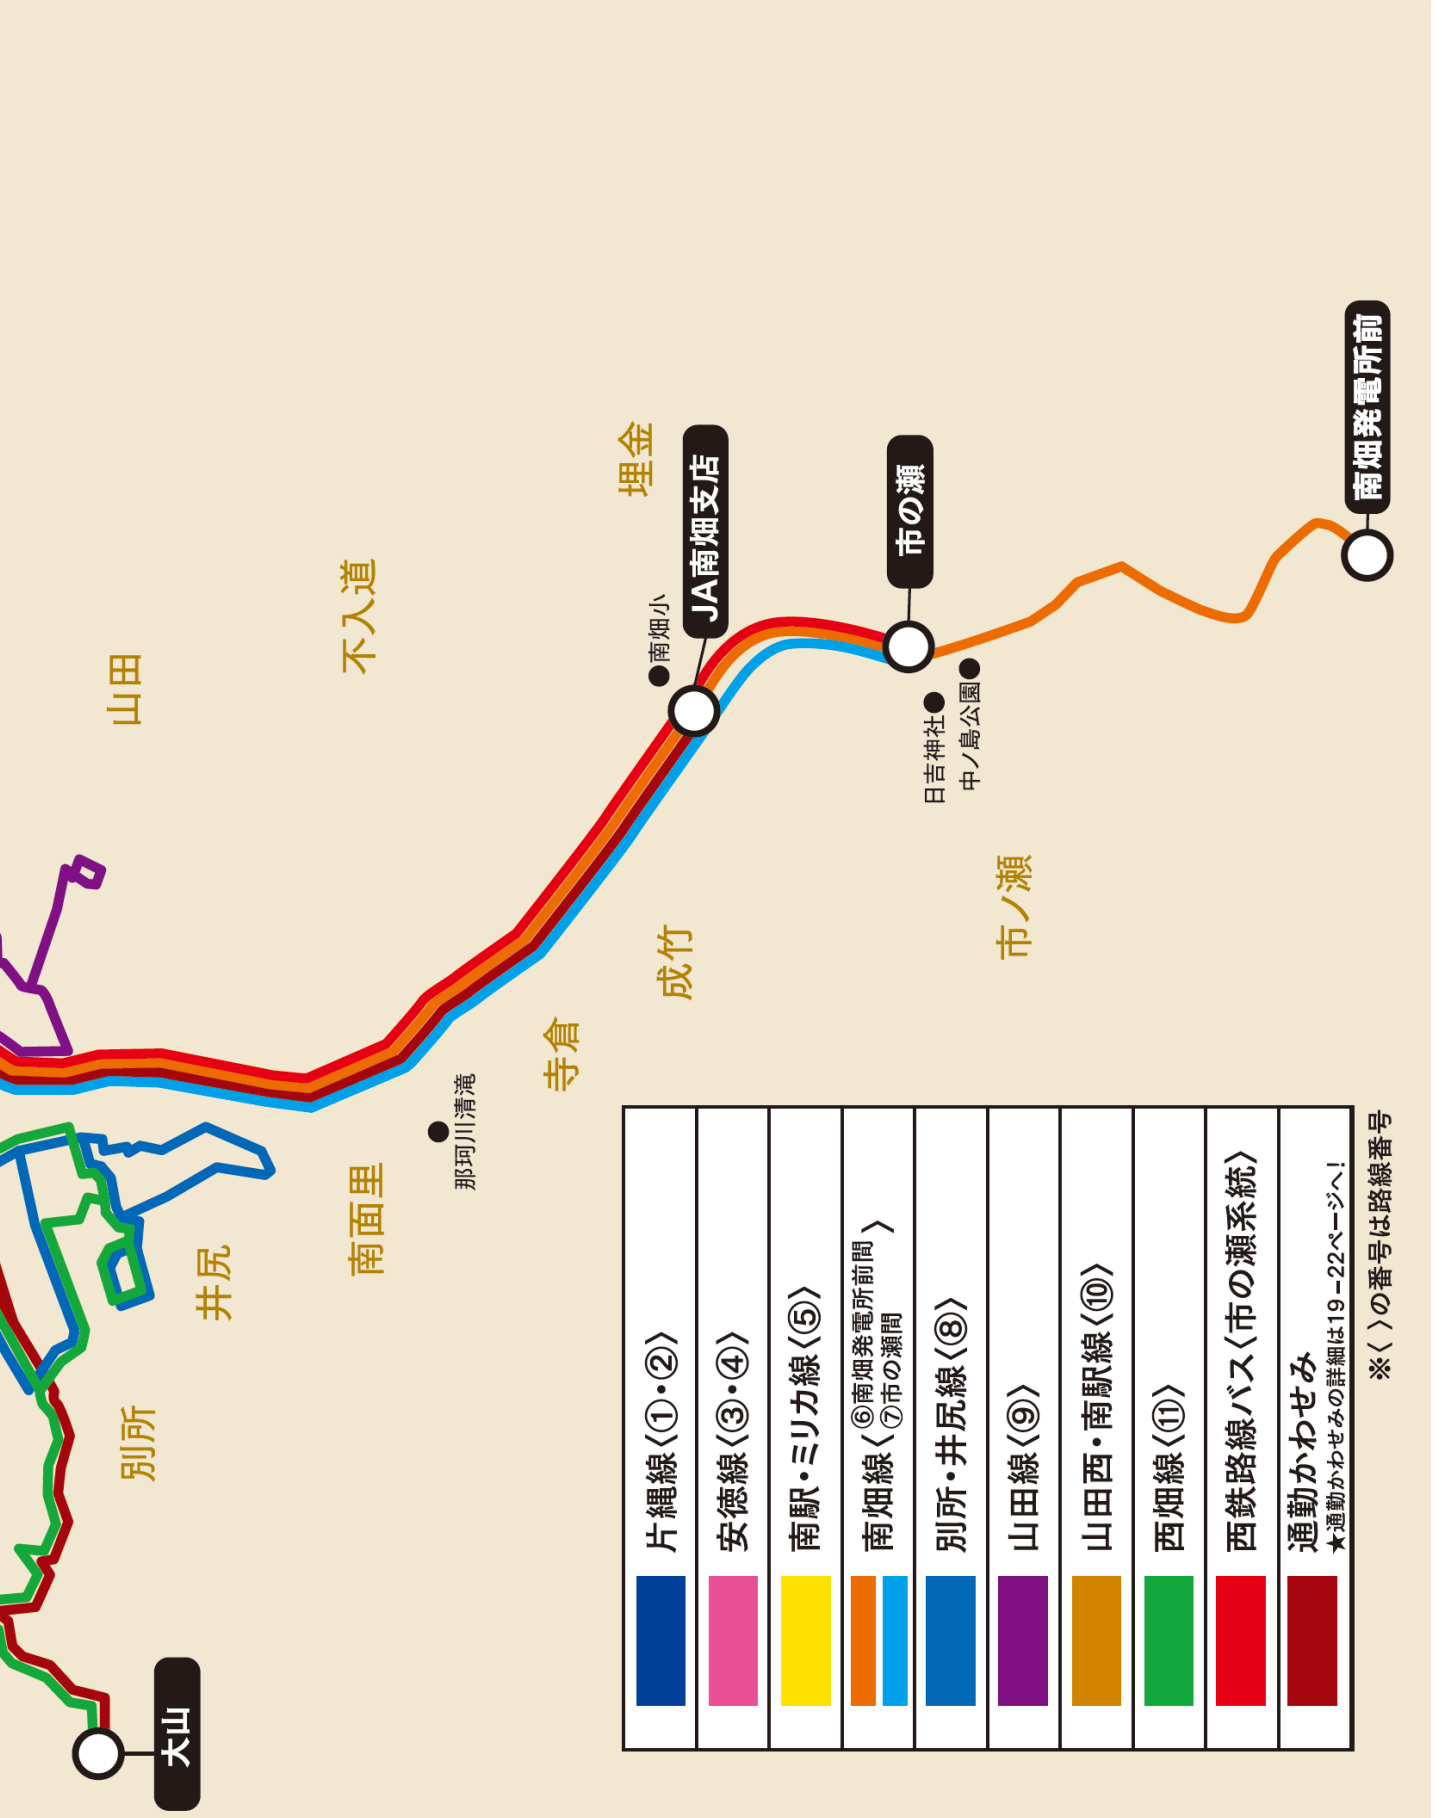 大山
別所
井尻
山田
不入道
南面里
那珂川清滝
寺倉
成竹
埋金
南畑小
JA南畑支店
市の瀬
日吉神社
中ノ島公園
市ノ瀬
南畑発電所前
片縄線〈①・②〉
安徳線〈③・④〉
南駅・ミリカ線〈⑤〉
南畑線〈⑥南畑発電所前間
⑦市の瀬間〉
別所・井尻線〈⑧〉
山田線〈⑨〉
山田西・南駅線〈⑩〉
西畑線〈⑪〉
西鉄路線バス〈市の瀬系統〉
通勤かわせみ
★通勤かわせみの詳細は19−22ページへ!
※〈 〉の番号は路線番号